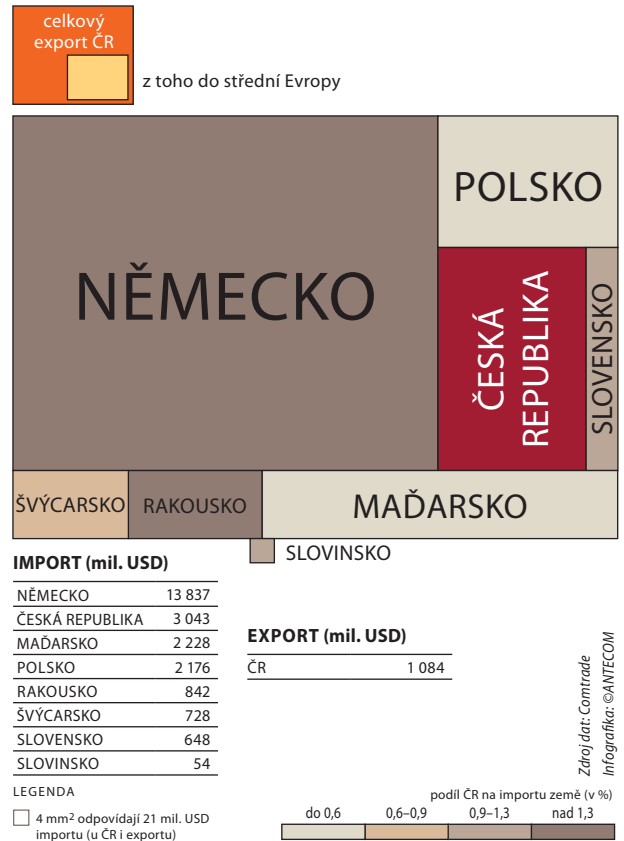 celkový
export ČR
z toho do střední Evropy
POLSKO
NĚMECKO
ČESKÁ
REPUBLIKA
SLOVENSKO
ŠVÝCARSKO
RAKOUSKO
MAĎARSKO
SLOVINSKO
IMPORT (mil. USD)
NĚMECKO 13 837
ČESKÁ REPUBLIKA 3 043
MAĎARSKO 2 228
POLSKO 2 176
RAKOUSKO 842
ŠVÝCARSKO 728
SLOVENSKO 648
SLOVINSKO 54
EXPORT (mil. USD)
ČR 1 084
Zdroj dat: Comtrade
Infografika: ©ANTECOM
LEGENDA
4 mm² odpovídají 21 mil. USD
importu (u ČR i exportu)
podíl ČR na importu země (v %)
do 0,6 0,6–0,9 0,9–1,3 nad 1,3